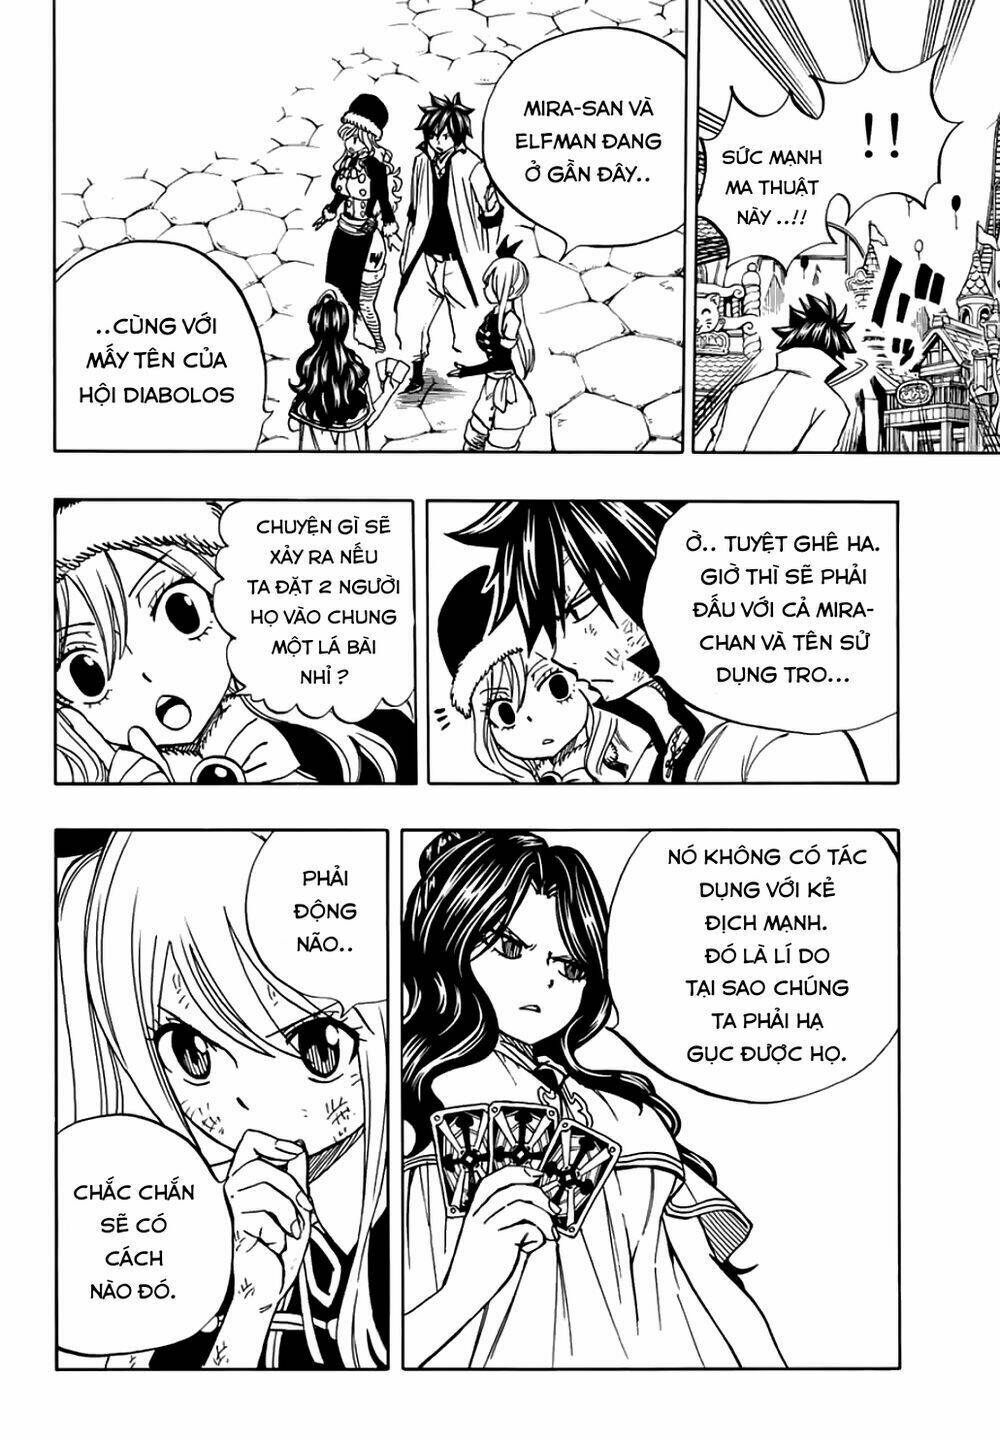 MIRA-SAN VÀ
ELFMAN ĐANG
Ở GẦN ĐÂY..
..CÙNG VỚI
MẤY TÊN CỦA
HỘI DIABOLOS
!!
SỨC MẠNH
MA THUẬT
NÀY ..!!
CHUYỆN GÌ SẼ
XẢY RA NẾU
TA ĐẶT 2 NGƯỜI
HỌ VÀO CHUNG
MỘT LÁ BÀI
NHỈ ?
Ờ.. TUYỆT GHÊ HA.
GIỜ THÌ SẼ PHẢI
ĐẤU VỚI CẢ MIRA-
CHAN VÀ TÊN SỬ
DỤNG TRO...
PHẢI
ĐỘNG
NÃO..
CHẮC CHẮN
SẼ CÓ
CÁCH
NÀO ĐÓ.
NÓ KHÔNG CÓ TÁC
DỤNG VỚI KẺ
ĐỊCH MẠNH.
ĐÓ LÀ LÍ DO
TẠI SAO CHÚNG
TA PHẢI HẠ
GỤC ĐƯỢC HỌ.